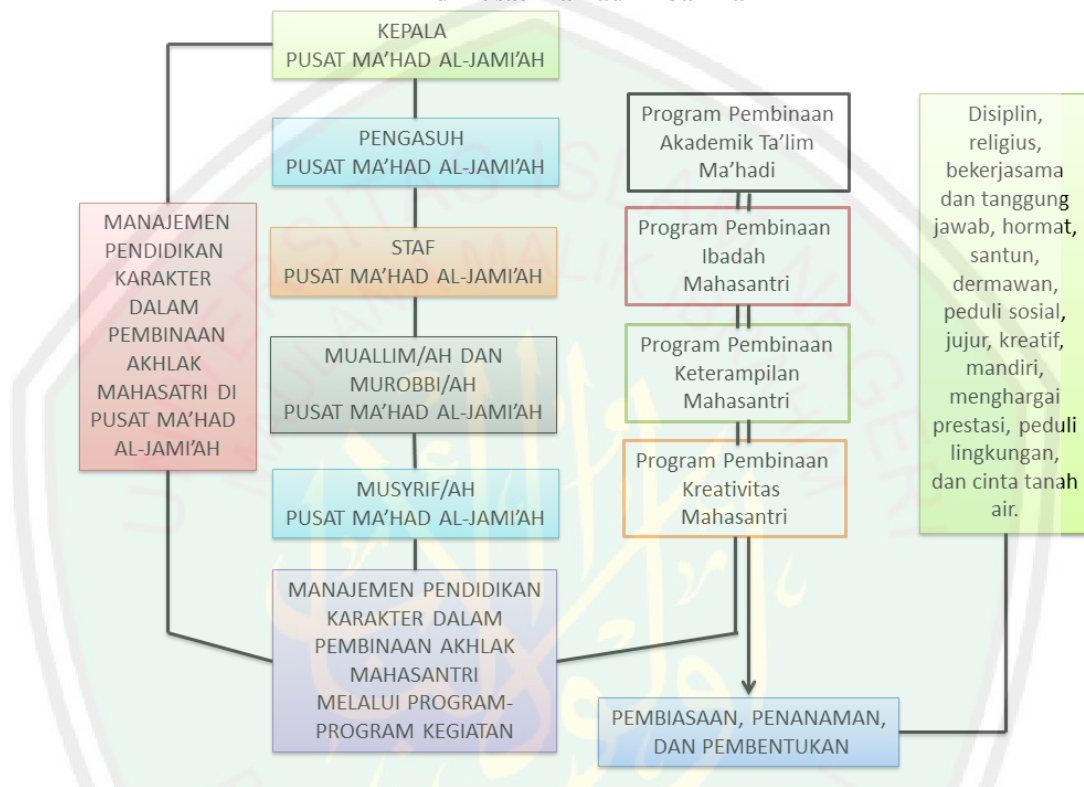 KEPALA
PUSAT MA’HAD AL-JAMI’AH
PENGASUH
PUSAT MA’HAD AL-JAMI’AH
MANAJEMEN
PENDIDIKAN
KARAKTER
DALAM
PEMBINAAN
AKHLAK
MAHASATRI DI
PUSAT MA’HAD
AL-JAMI’AH
STAF
PUSAT MA’HAD AL-JAMI’AH
MUALLIM/AH DAN
MUROBBI/AH
PUSAT MA’HAD AL-JAMI’AH
MUSYRIF/AH
PUSAT MA’HAD AL-JAMI’AH
MANAJEMEN PENDIDIKAN
KARAKTER DALAM
PEMBINAAN AKHLAK
MAHASANTRI
MELALUI PROGRAM-
PROGRAM KEGIATAN
Program Pembinaan
Akademik Ta’lim
Ma’hadi
Program Pembinaan
Ibadah
Mahasantri
Program Pembinaan
Keterampilan
Mahasantri
Program Pembinaan
Kreativitas
Mahasantri
PEMBIASAAN, PENANAMAN,
DAN PEMBENTUKAN
Disiplin,
religius,
bekerjasama
dan tanggung
jawab, hormat,
santun,
dermawan,
peduli sosial,
jujur, kreatif,
mandiri,
menghargai
prestasi, peduli
lingkungan,
dan cinta tanah
air.